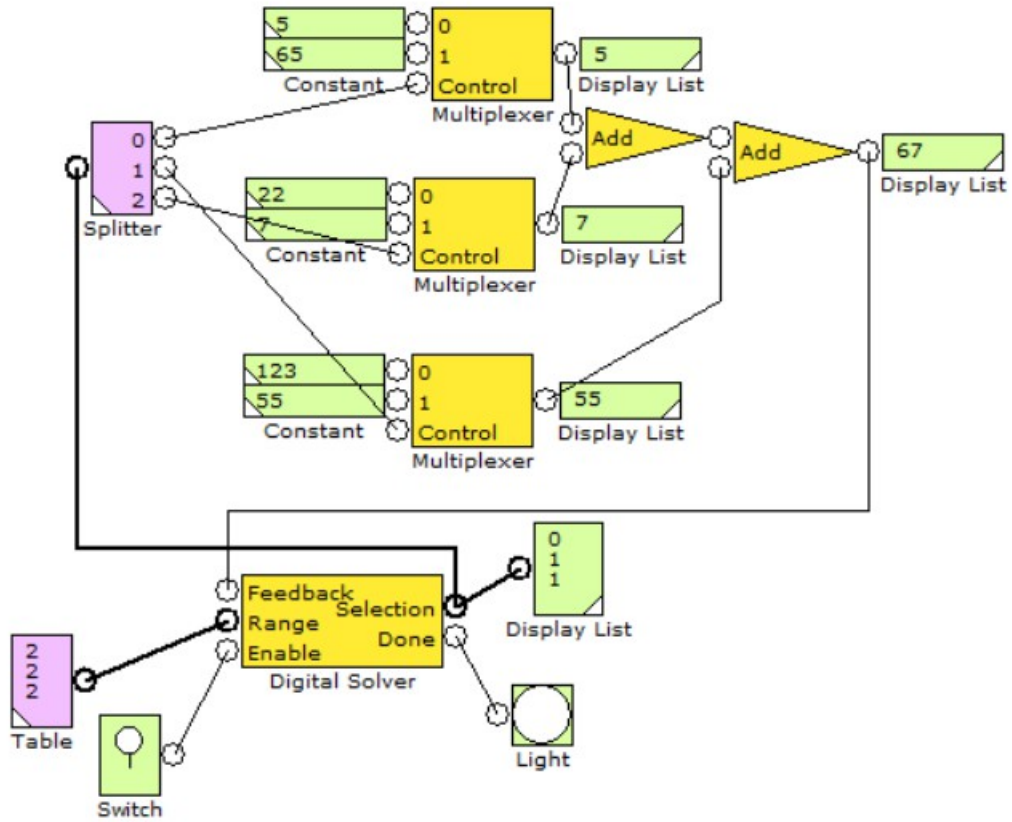 5
65
Constant
0
1
Control
Multiplexer
5
Display List
0
1
2
Splitter
Add
Add
67
Display List
22
7
Constant
0
1
Control
Multiplexer
7
Display List
123
55
Constant
0
1
Control
Multiplexer
55
Display List
0
1
1
Display List
Feedback
Range
Enable
Selection
Done
Digital Solver
2
2
2
Table
Switch
Light